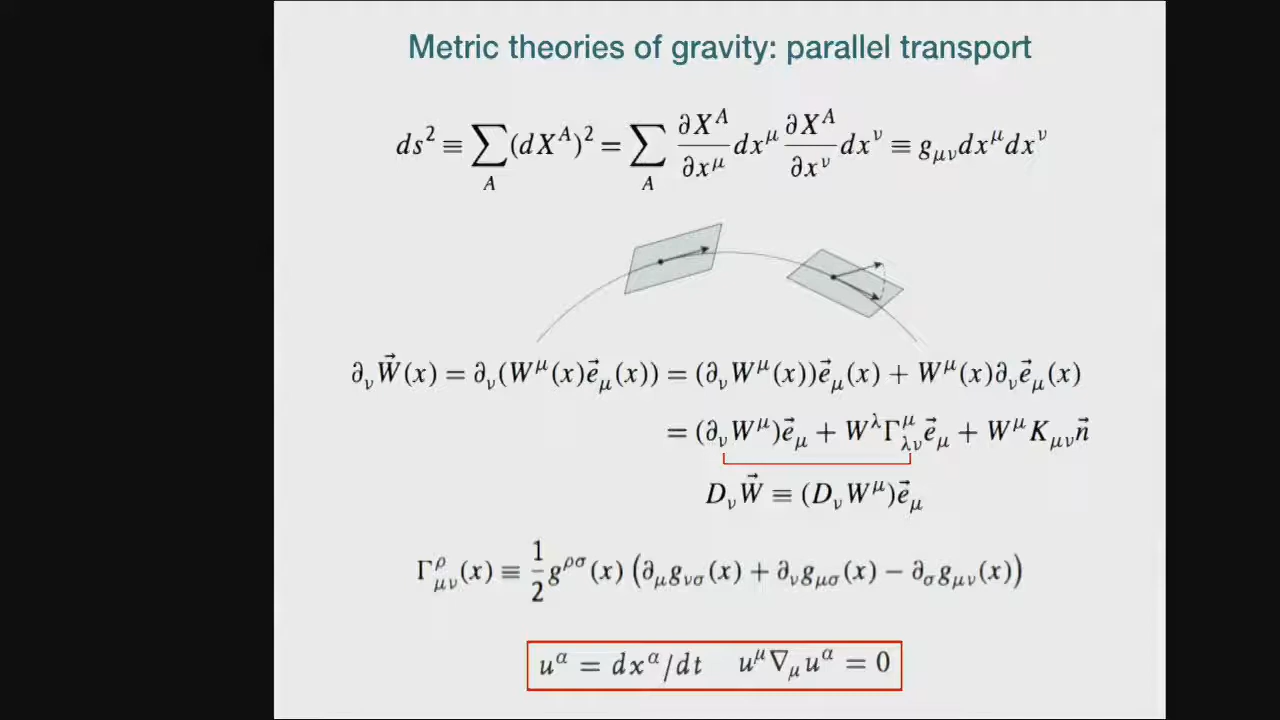 Metric theories of gravity: parallel transport
ds² ≡ ∑_A (dX^A)² = ∑_A ∂X^A/∂x^μ dx^μ ∂X^A/∂x^ν dx^ν ≡ g_μν dx^μ dx^ν
∂_ν W⃗(x) = ∂_ν(W^μ(x)e⃗_μ(x)) = (∂_ν W^μ(x))e⃗_μ(x) + W^μ(x)∂_ν e⃗_μ(x)
= (∂_ν W^μ)e⃗_μ + W^λ Γ^μ_λν e⃗_μ + W^μ K_μν n⃗
D_ν W⃗ ≡ (D_ν W^μ)e⃗_μ
Γ^ρ_μν(x) ≡ 1/2 g^ρσ(x) (∂_μ g_νσ(x) + ∂_ν g_μσ(x) − ∂_σ g_μν(x))
u^α = dx^α/dt u^μ ∇_μ u^α = 0